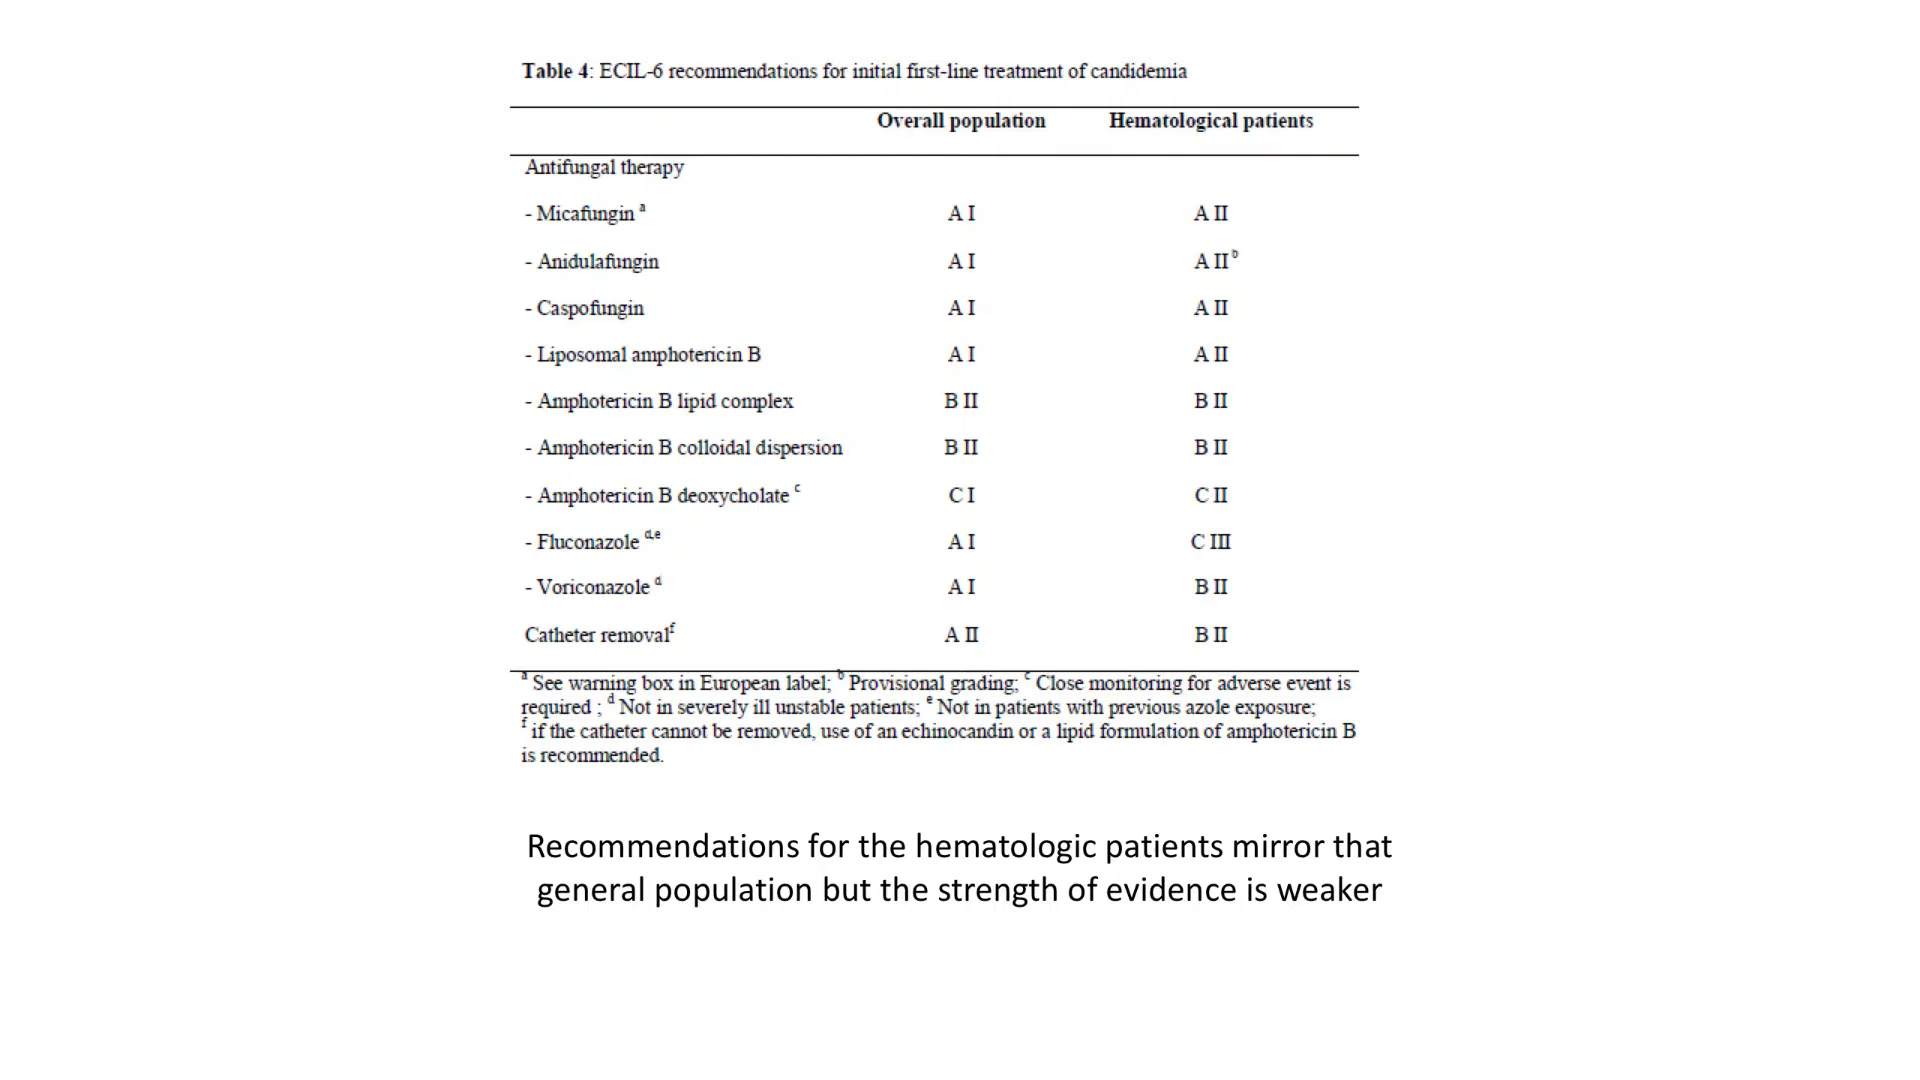 Table 4: ECIL-6 recommendations for initial first-line treatment of candidemia
Overall population Hematological patients
Antifungal therapy
- Micafungin a A I A II
- Anidulafungin A I A II b
- Caspofungin A I A II
- Liposomal amphotericin B A I A II
- Amphotericin B lipid complex B II B II
- Amphotericin B colloidal dispersion B II B II
- Amphotericin B deoxycholate c C I C II
- Fluconazole d,e A I C III
- Voriconazole d A I B II
Catheter removal f A II B II
a See warning box in European label; b Provisional grading; c Close monitoring for adverse event is
required ; d Not in severely ill unstable patients; e Not in patients with previous azole exposure;
f if the catheter cannot be removed, use of an echinocandin or a lipid formulation of amphotericin B
is recommended.
Recommendations for the hematologic patients mirror that
general population but the strength of evidence is weaker